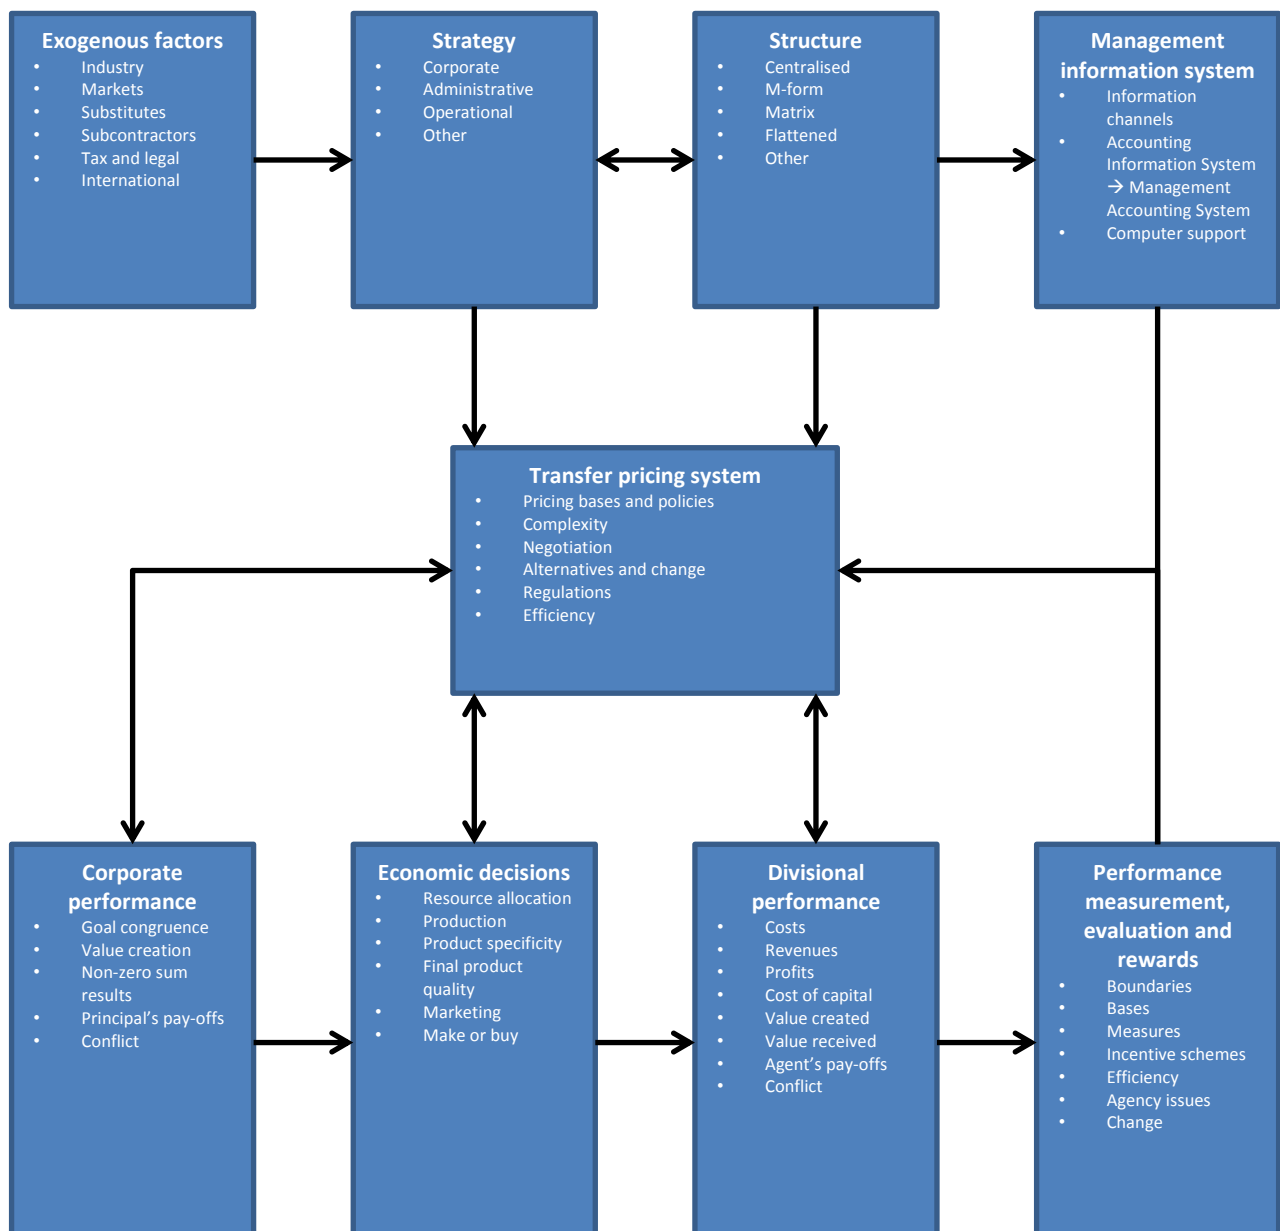 Exogenous factors
• Industry
• Markets
• Substitutes
• Subcontractors
• Tax and legal
• International
Strategy
• Corporate
• Administrative
• Operational
• Other
Structure
• Centralised
• M-form
• Matrix
• Flattened
• Other
Management
information system
• Information
channels
• Accounting
Information System
→ Management
Accounting System
• Computer support
Transfer pricing system
• Pricing bases and policies
• Complexity
• Negotiation
• Alternatives and change
• Regulations
• Efficiency
Corporate
performance
• Goal congruence
• Value creation
• Non-zero sum
results
• Principal's pay-offs
• Conflict
Economic decisions
• Resource allocation
• Production
• Product specificity
• Final product
quality
• Marketing
• Make or buy
Divisional
performance
• Costs
• Revenues
• Profits
• Cost of capital
• Value created
• Value received
• Agent's pay-offs
• Conflict
Performance
measurement,
evaluation and
rewards
• Boundaries
• Bases
• Measures
• Incentive schemes
• Efficiency
• Agency issues
• Change